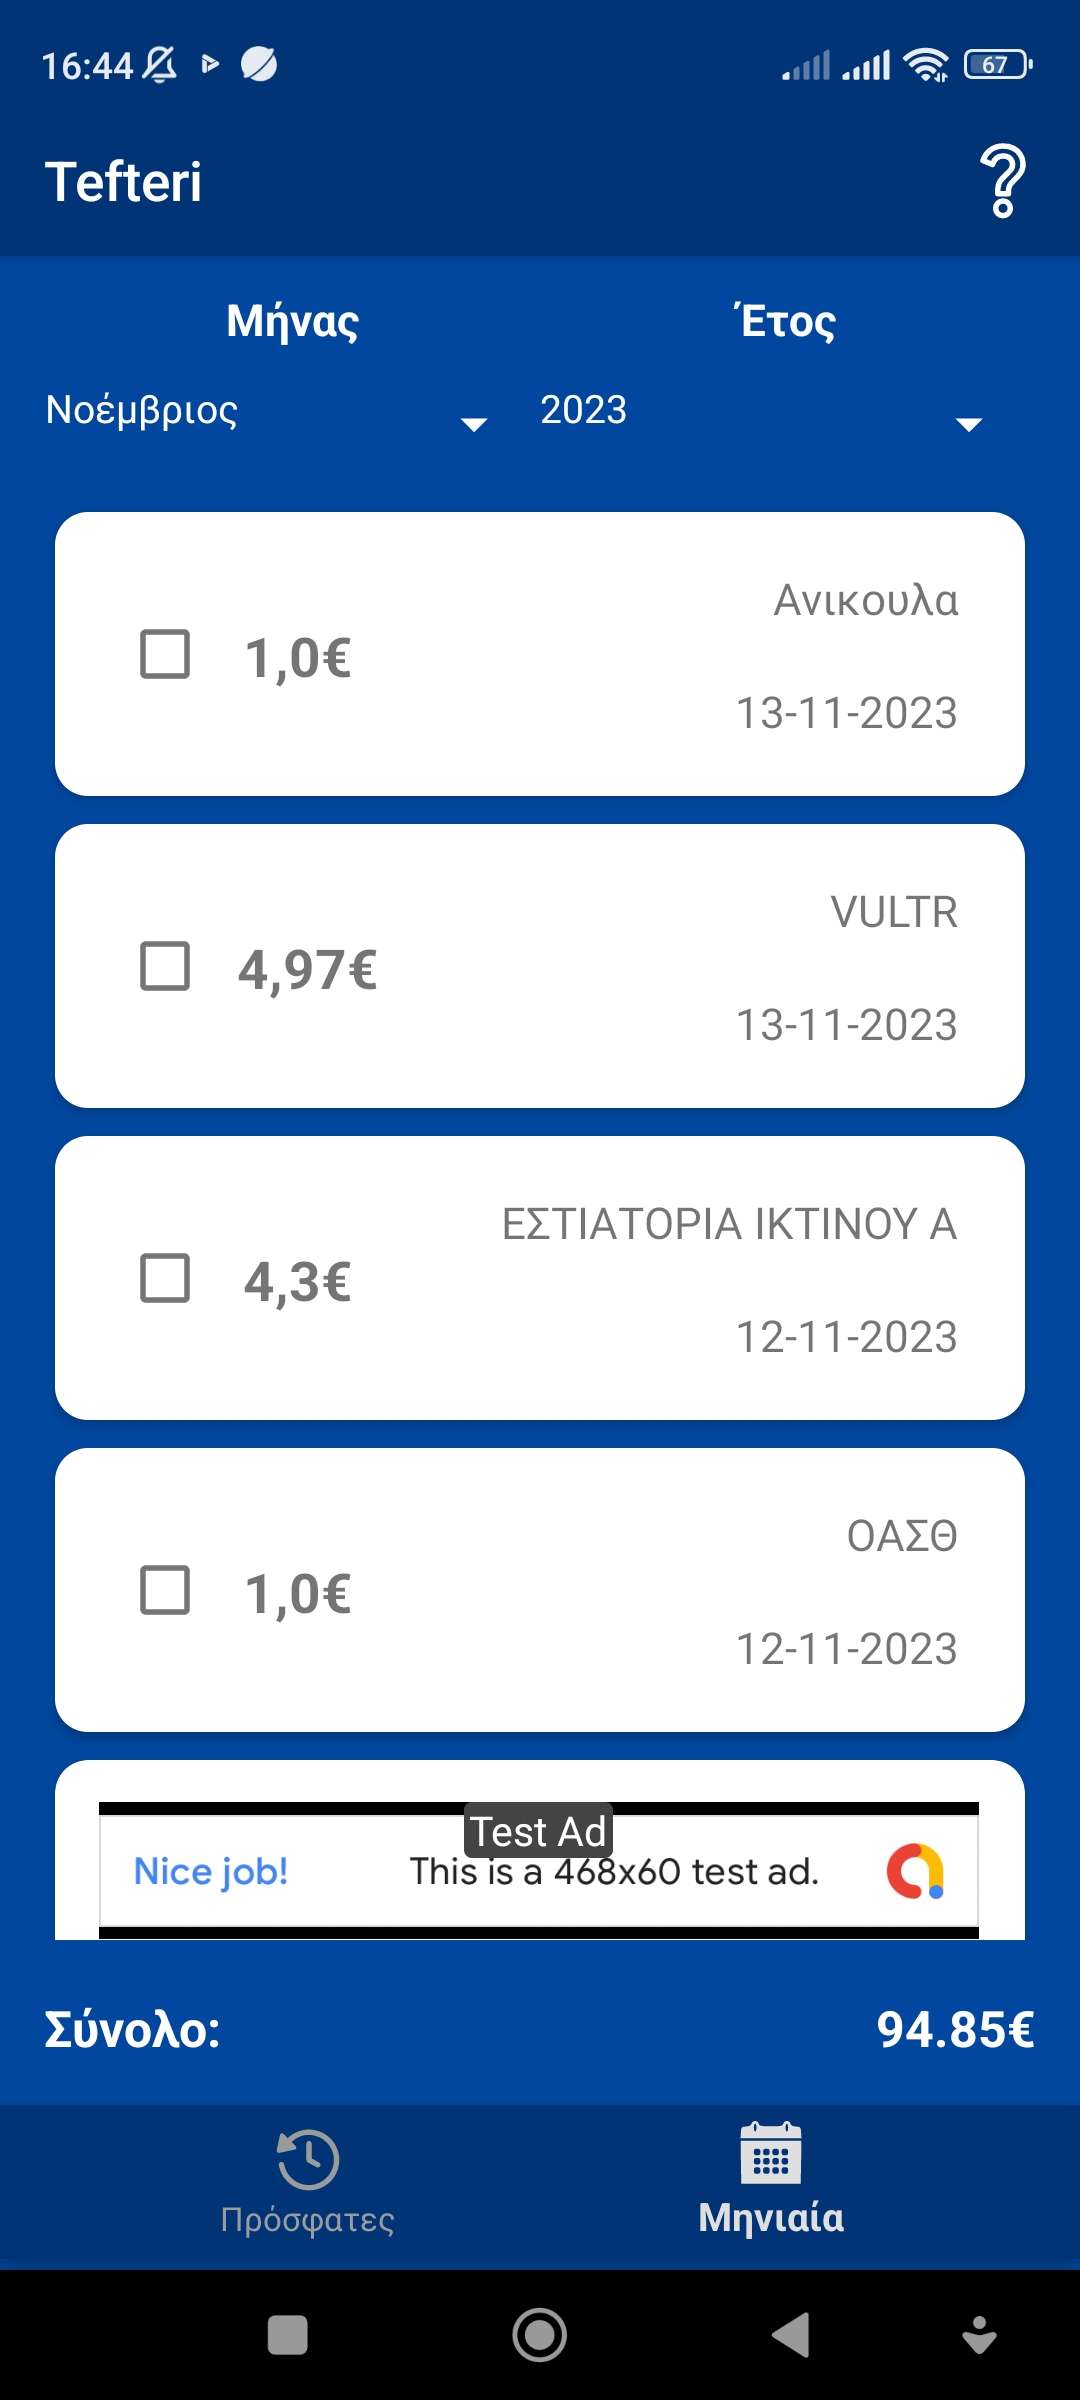 16:44
67
Tefteri
Μήνας
Έτος
Νοέμβριος
2023
Ανικουλα
1,0€
13-11-2023
VULTR
4,97€
13-11-2023
ΕΣΤΙΑΤΟΡΙΑ ΙΚΤΙΝΟΥ Α
4,3€
12-11-2023
ΟΑΣΘ
1,0€
12-11-2023
Test Ad
Nice job!
This is a 468x60 test ad.
Σύνολο:
94.85€
Πρόσφατες
Μηνιαία